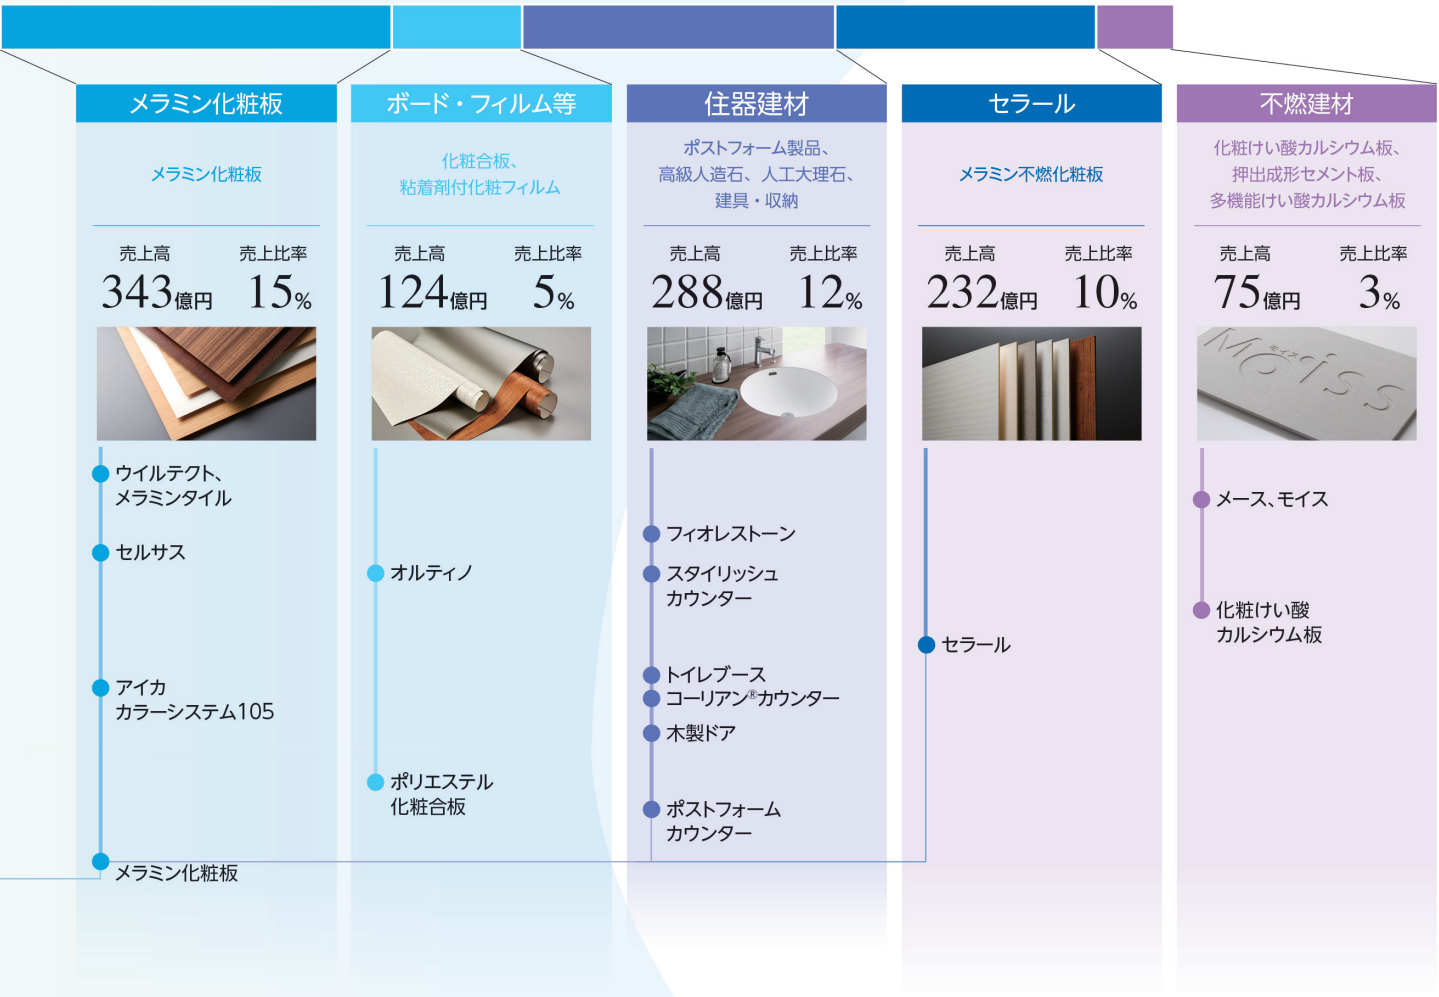 メラミン化粧板
メラミン化粧板
売上高 売上比率
343億円 15%
ウイルテクト、
メラミンタイル
セルサス
アイカ
カラーシステム105
メラミン化粧板
ボード・フィルム等
化粧合板、
粘着剤付化粧フィルム
売上高 売上比率
124億円 5%
オルティノ
ポリエステル
化粧合板
住器建材
ポストフォーム製品、
高級人造石、人工大理石、
建具・収納
売上高 売上比率
288億円 12%
フィオレストーン
スタイリッシュ
カウンター
トイレブース
コーリアン®カウンター
木製ドア
ポストフォーム
カウンター
セラール
メラミン不燃化粧板
売上高 売上比率
232億円 10%
セラール
不燃建材
化粧けい酸カルシウム板、
押出成形セメント板、
多機能けい酸カルシウム板
売上高 売上比率
75億円 3%
モイス
Moiss
メース、モイス
化粧けい酸
カルシウム板